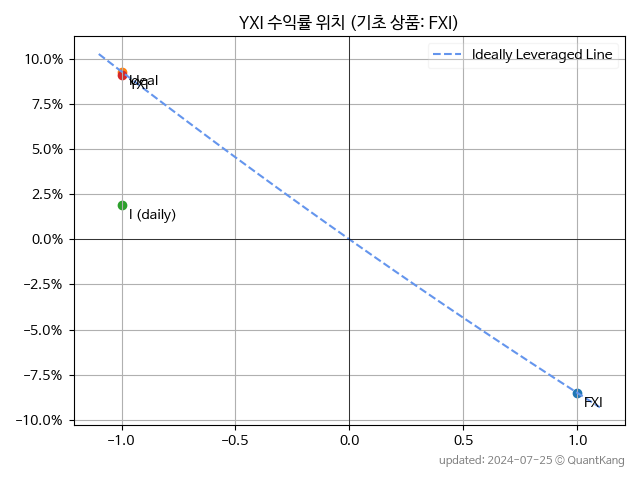 YXI 수익률 위치 (기초 상품: FXI)
Ideally Leveraged Line
10.0%
7.5%
5.0%
2.5%
0.0%
−2.5%
−5.0%
−7.5%
−10.0%
Ideal
YXI
I (daily)
FXI
−1.0 −0.5 0.0 0.5 1.0
updated: 2024-07-25 © QuantKang